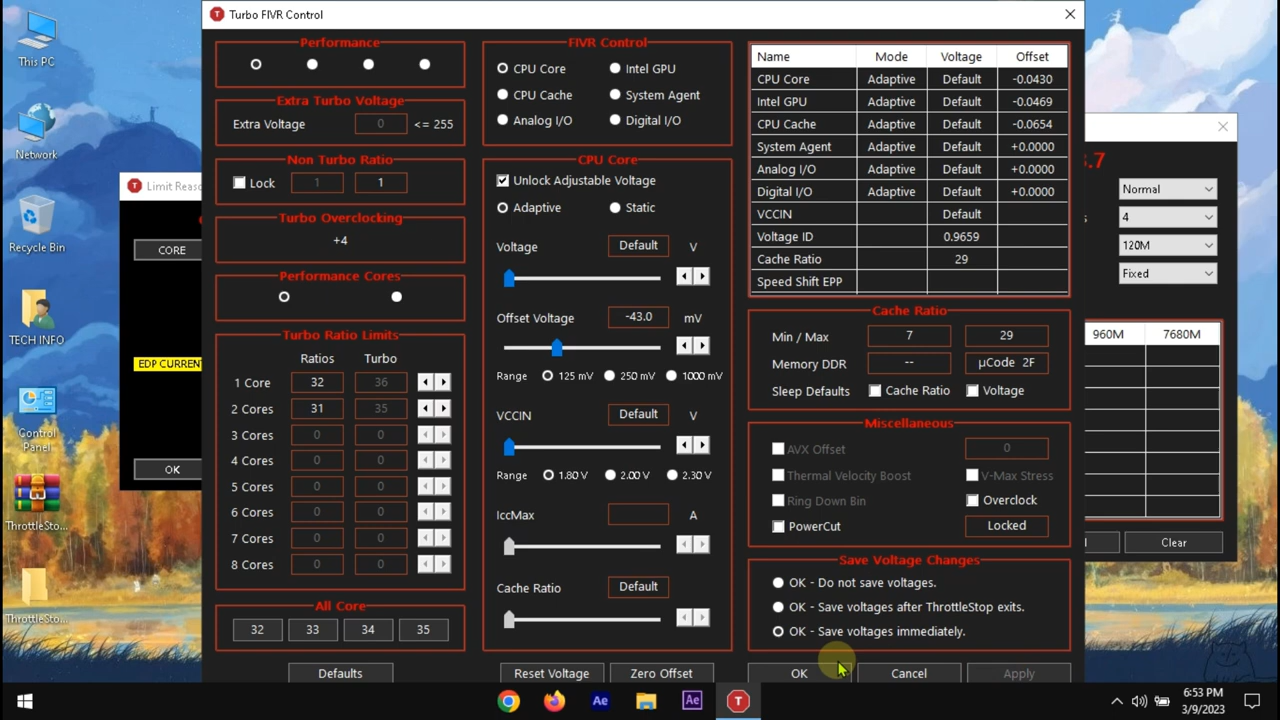 This PC
Network
Recycle Bin
TECH INFO
Control
Panel
ThrottleSto...
ThrottleSto...
Limit Reaso
CORE
EDP CURREN
OK
Turbo FIVR Control
Performance
Extra Turbo Voltage
Extra Voltage 0 <= 255
Non Turbo Ratio
Lock 1 1
Turbo Overclocking
+4
Performance Cores
Turbo Ratio Limits
Ratios Turbo
1 Core 32 36
2 Cores 31 35
3 Cores 0 0
4 Cores 0 0
5 Cores 0 0
6 Cores 0 0
7 Cores 0 0
8 Cores 0 0
All Core
32 33 34 35
Defaults
FIVR Control
CPU Core Intel GPU
CPU Cache System Agent
Analog I/O Digital I/O
CPU Core
Unlock Adjustable Voltage
Adaptive Static
Voltage Default V
Offset Voltage -43.0 mV
Range 125 mV 250 mV 1000 mV
VCCIN Default V
Range 1.80 V 2.00 V 2.30 V
IccMax A
Cache Ratio Default
Reset Voltage Zero Offset
Name Mode Voltage Offset
CPU Core Adaptive Default -0.0430
Intel GPU Adaptive Default -0.0469
CPU Cache Adaptive Default -0.0654
System Agent Adaptive Default +0.0000
Analog I/O Adaptive Default +0.0000
Digital I/O Adaptive Default +0.0000
VCCIN Default
Voltage ID 0.9659
Cache Ratio 29
Speed Shift EPP
Cache Ratio
Min / Max 7 29
Memory DDR -- µCode 2F
Sleep Defaults Cache Ratio Voltage
Miscellaneous
AVX Offset 0
Thermal Velocity Boost V-Max Stress
Ring Down Bin Overclock
PowerCut Locked
Save Voltage Changes
OK - Do not save voltages.
OK - Save voltages after ThrottleStop exits.
OK - Save voltages immediately.
OK Cancel Apply
.7
Normal
4
120M
Fixed
960M 7680M
Clear
Ae Ae T
6:53 PM
3/9/2023